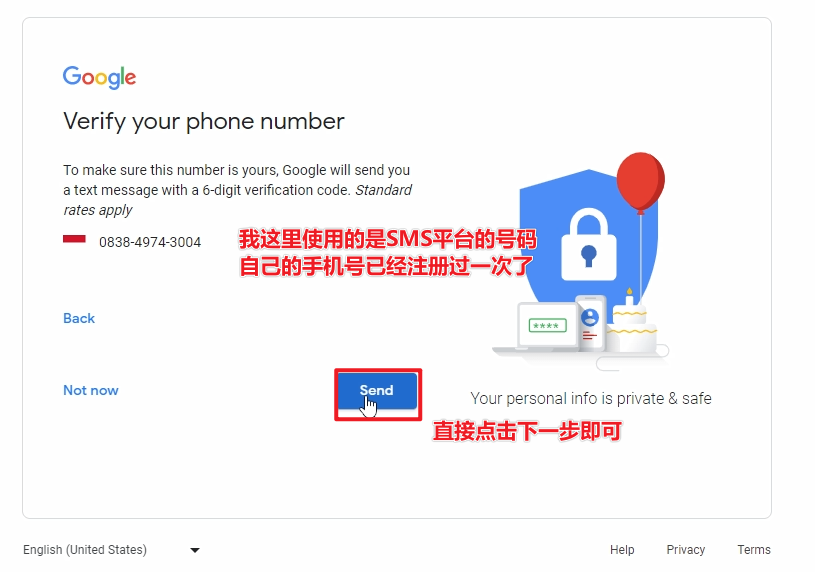 Google
Verify your phone number
To make sure this number is yours, Google will send you
a text message with a 6-digit verification code. Standard
rates apply
0838-4974-3004
我这里使用的是SMS平台的号码
自己的手机号已经注册过一次了
****
Back
Not now
Send
Your personal info is private & safe
直接点击下一步即可
English (United States)
Help
Privacy
Terms